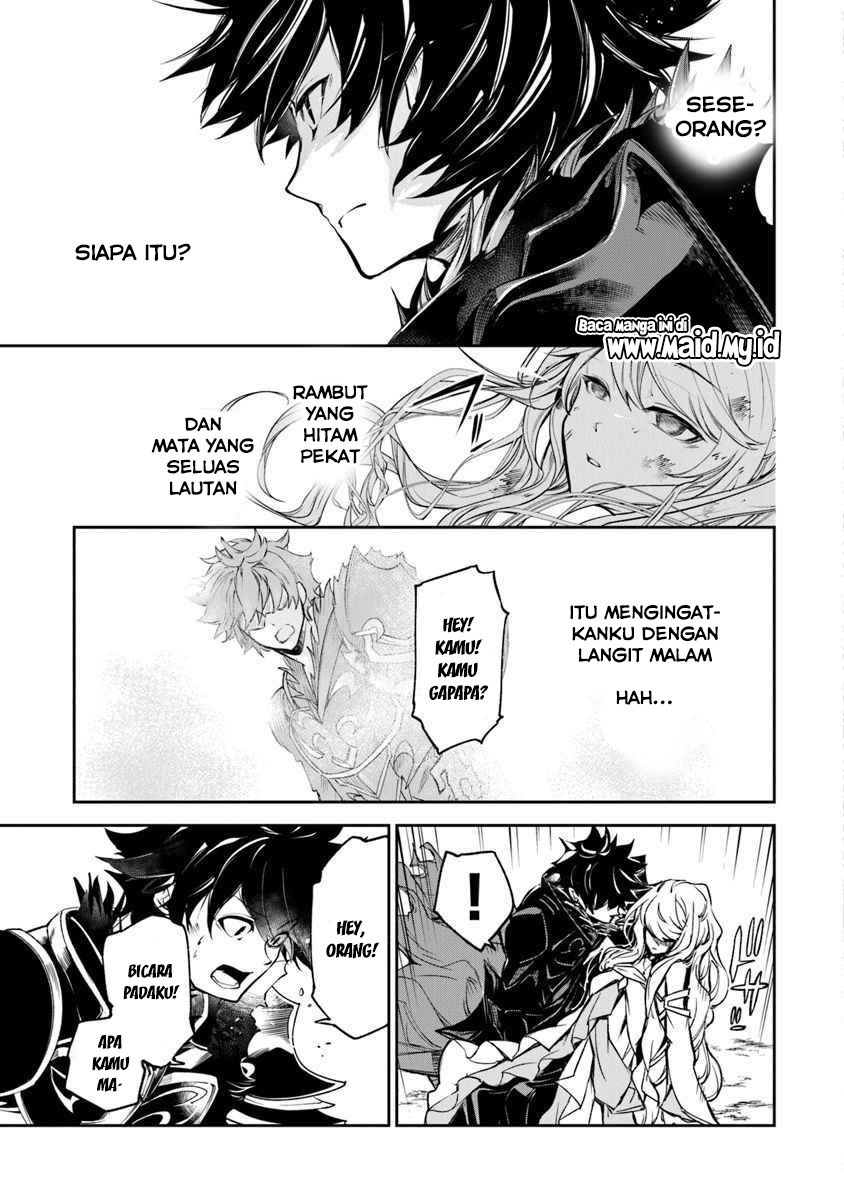 SESE-
ORANG?
SIAPA ITU?
Baca manga ini di
www.Maid.My.id
RAMBUT
YANG
HITAM
PEKAT
DAN
MATA YANG
SELUAS
LAUTAN
ITU MENGINGAT-
KANKU DENGAN
LANGIT MALAM
HAH...
HEY!
KAMU!
KAMU
GAPAPA?
!
HEY,
ORANG!
BICARA
PADAKU!
APA
KAMU
MA-